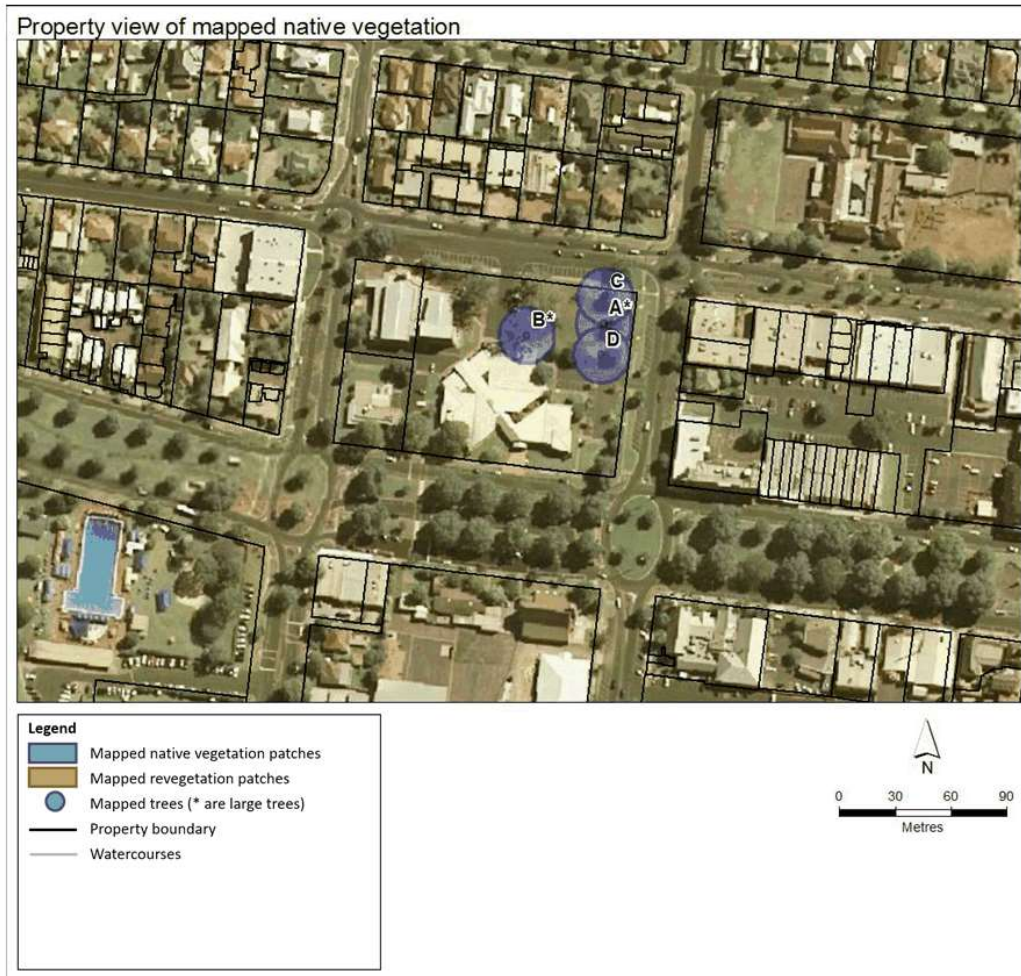 Property view of mapped native vegetation
C
A*
B*
D
Legend
Mapped native vegetation patches
Mapped revegetation patches
Mapped trees (* are large trees)
Property boundary
Watercourses
N
0 30 60 90
Metres